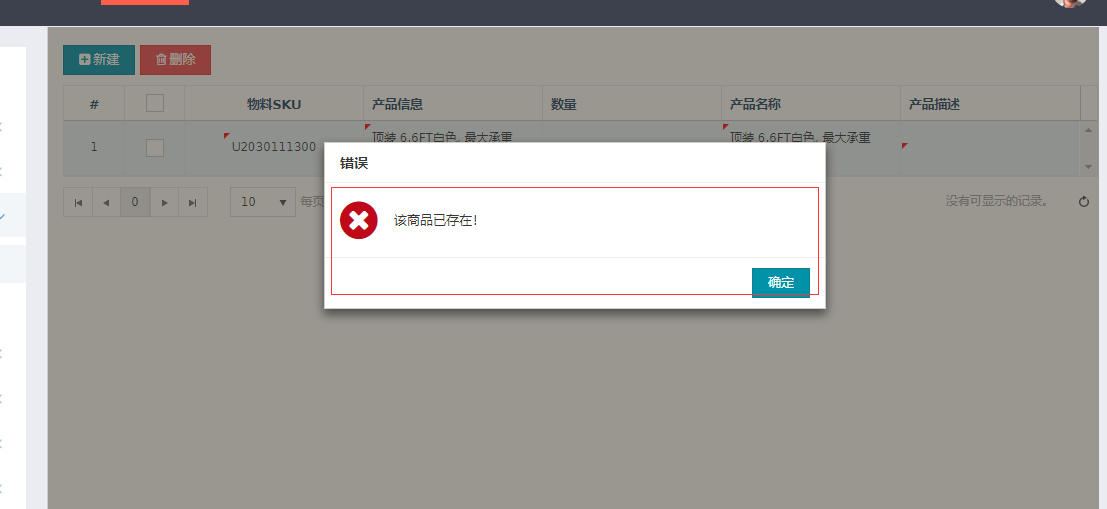 新建 删除
# 物料SKU 产品信息 数量 产品名称 产品描述
顶装 6.6FT白色, 最大承重 顶装 6.6FT白色, 最大承重
1 U2030111300
错误
0 10 每页 没有可显示的记录。
该商品已存在!
确定